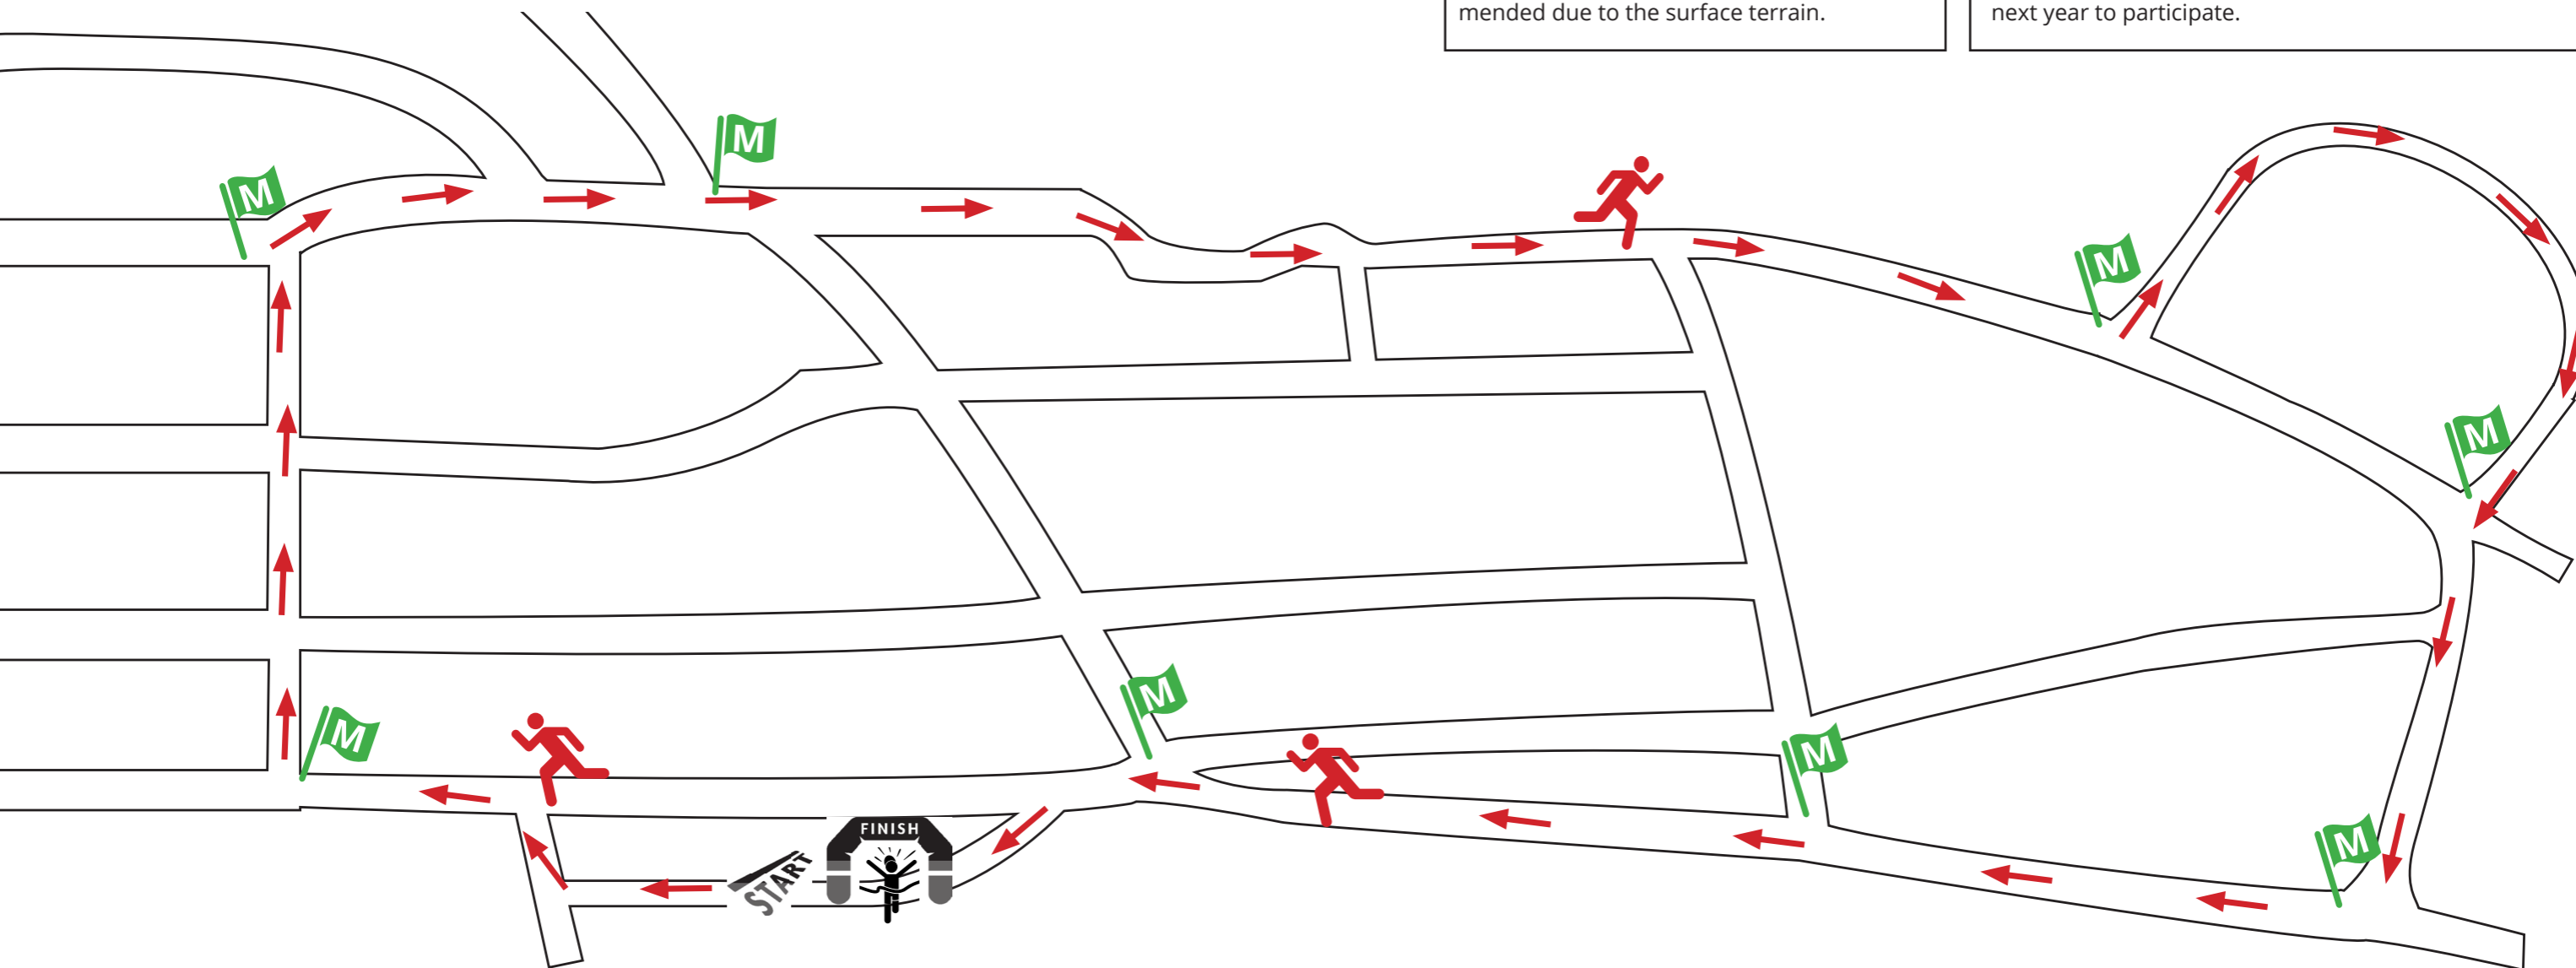 mended due to the surface terrain.
next year to participate.
M
M
M
M
M
M
M
M
FINISH
START